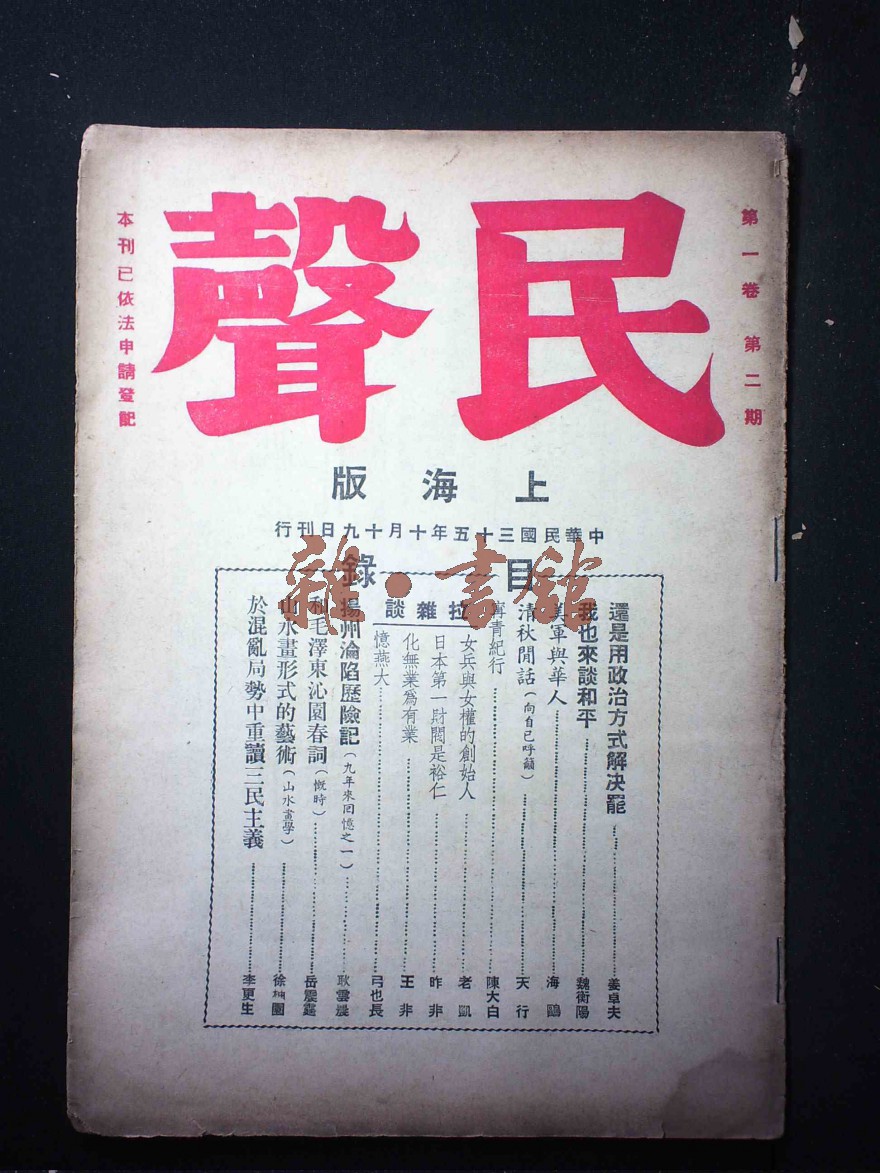 民聲
第一卷 第二期
本刊已依法申請登記
上海版
中華民國三十五年十月十九日刊行
目錄
還是用政治方式解決罷 姜卓夫
我也來談和平 魏衡陽
美軍與華人 海鷗
清秋閒話(向自己呼籲) 天行
寧青紀行 陳大白
拉雜談
女兵與女權的創始人 老凱
日本第一財閥是裕仁 昨非
化無業爲有業 王非
憶燕大 弓也長
揚州淪陷歷險記(九年來回憶之一) 耿雲
和毛澤東沁園春詞(慨時) 岳震霆
山水畫形式的藝術(山水畫學) 徐柚園
於混亂局勢中重讀三民主義 李更生
雜·書館